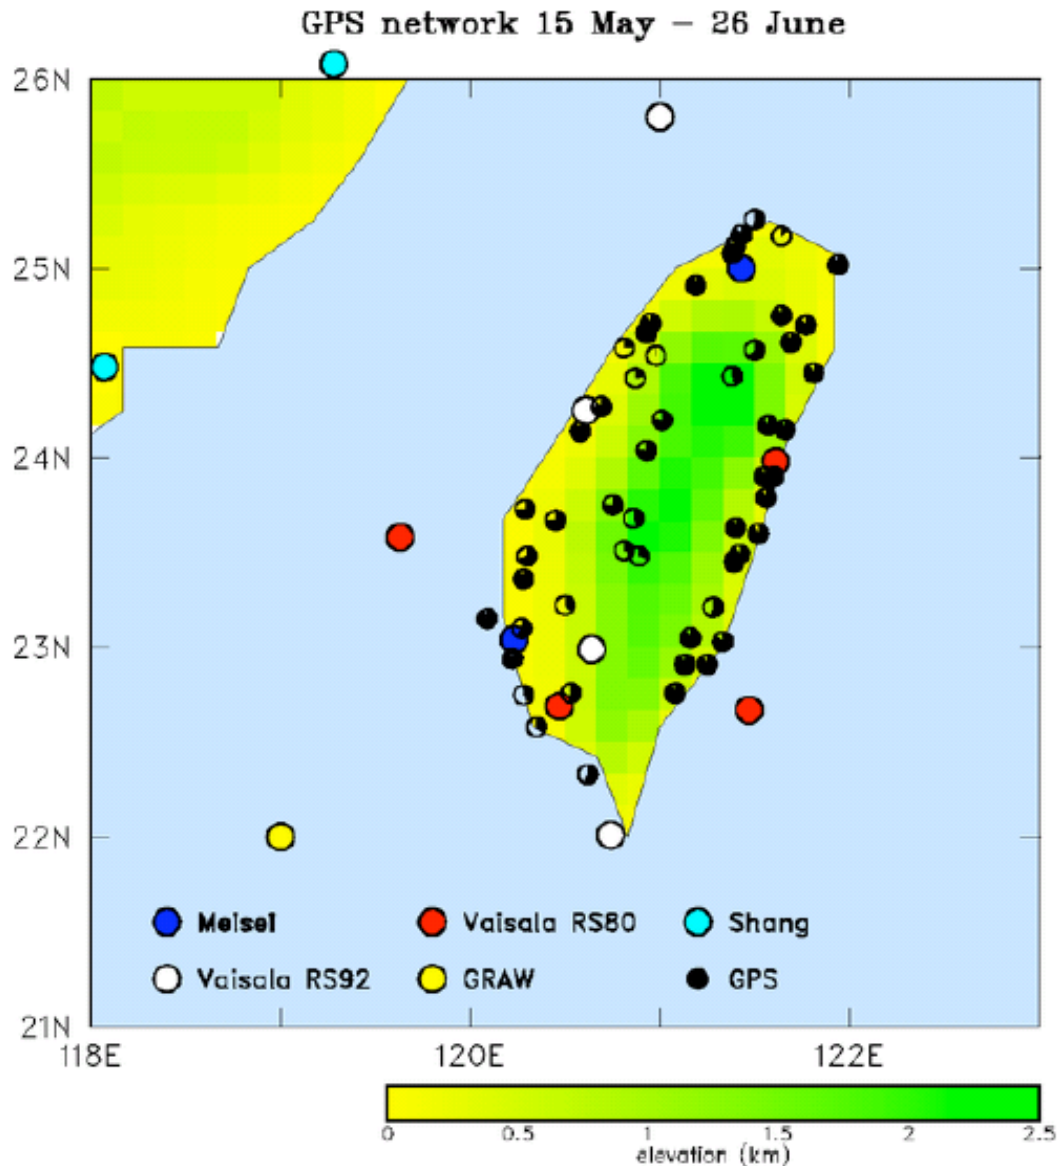 GPS network 15 May – 26 June
26N
25N
24N
23N
22N
Meisei Vaisala RS80 Shang
Vaisala RS92 GRAW GPS
21N
118E 120E 122E
0 0.5 1 1.5 2 2.5
elevation (km)